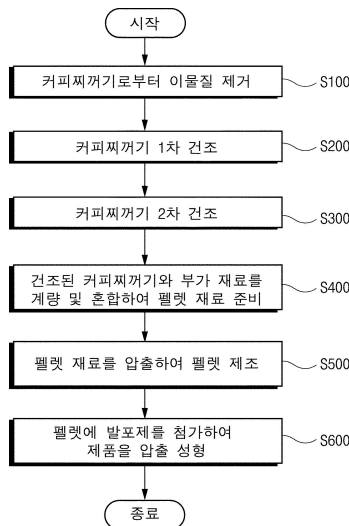 시작
커피찌꺼기로부터 이물질 제거
S100
커피찌꺼기 1차 건조
S200
커피찌꺼기 2차 건조
S300
건조된 커피찌꺼기와 부가 재료를
계량 및 혼합하여 펠렛 재료 준비
S400
펠렛 재료를 압출하여 펠렛 제조
S500
펠렛에 발포제를 첨가하여
제품을 압출 성형
S600
종료